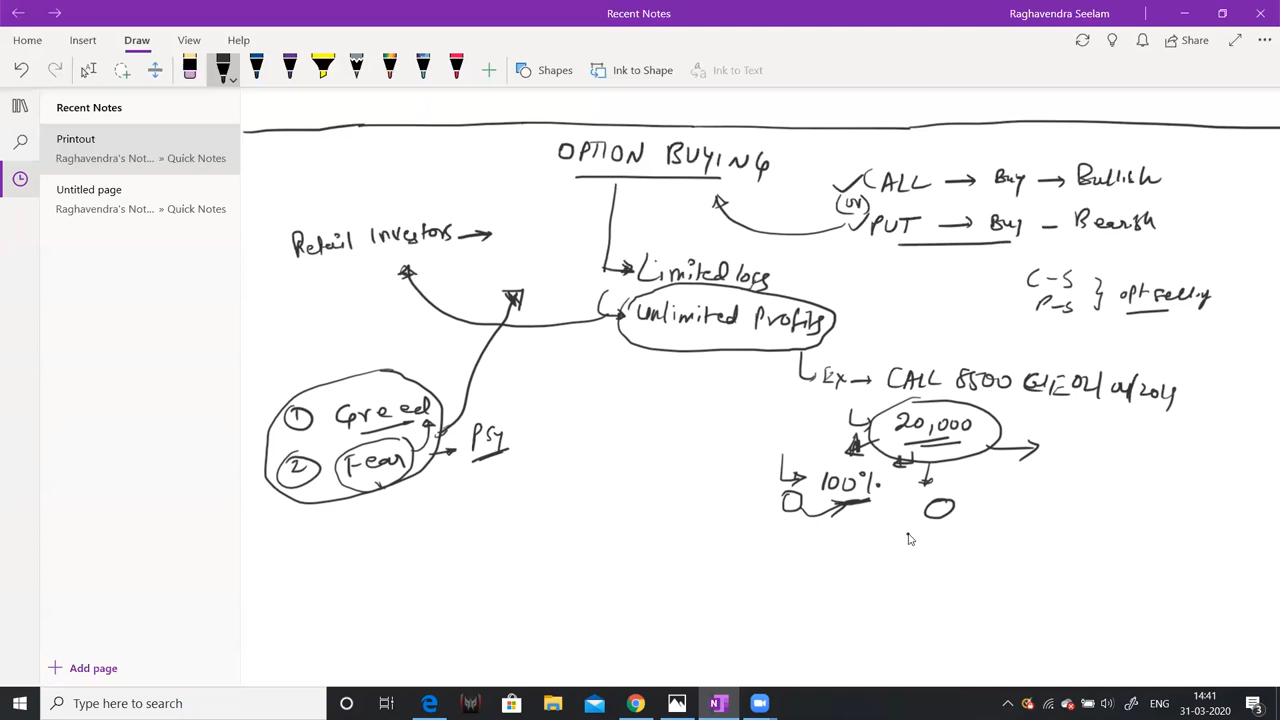 Recent Notes
Raghavendra Seelam
Home Insert Draw View Help
Share
Shapes Ink to Shape Ink to Text
Recent Notes
Printout
Raghavendra's Not... » Quick Notes
Untitled page
Raghavendra's Not... » Quick Notes
Add page
OPTION BUYING
CALL → Buy → Bullish
(or)
PUT → Buy - Bearish
Retail Investors →
Limited loss
Unlimited Profits
C-S
P-S } opt selling
Ex → CALL 8500 CE
20,000
100%
① Greed
② Fear
Psy
Type here to search
ENG
14:41
31-03-2020
3